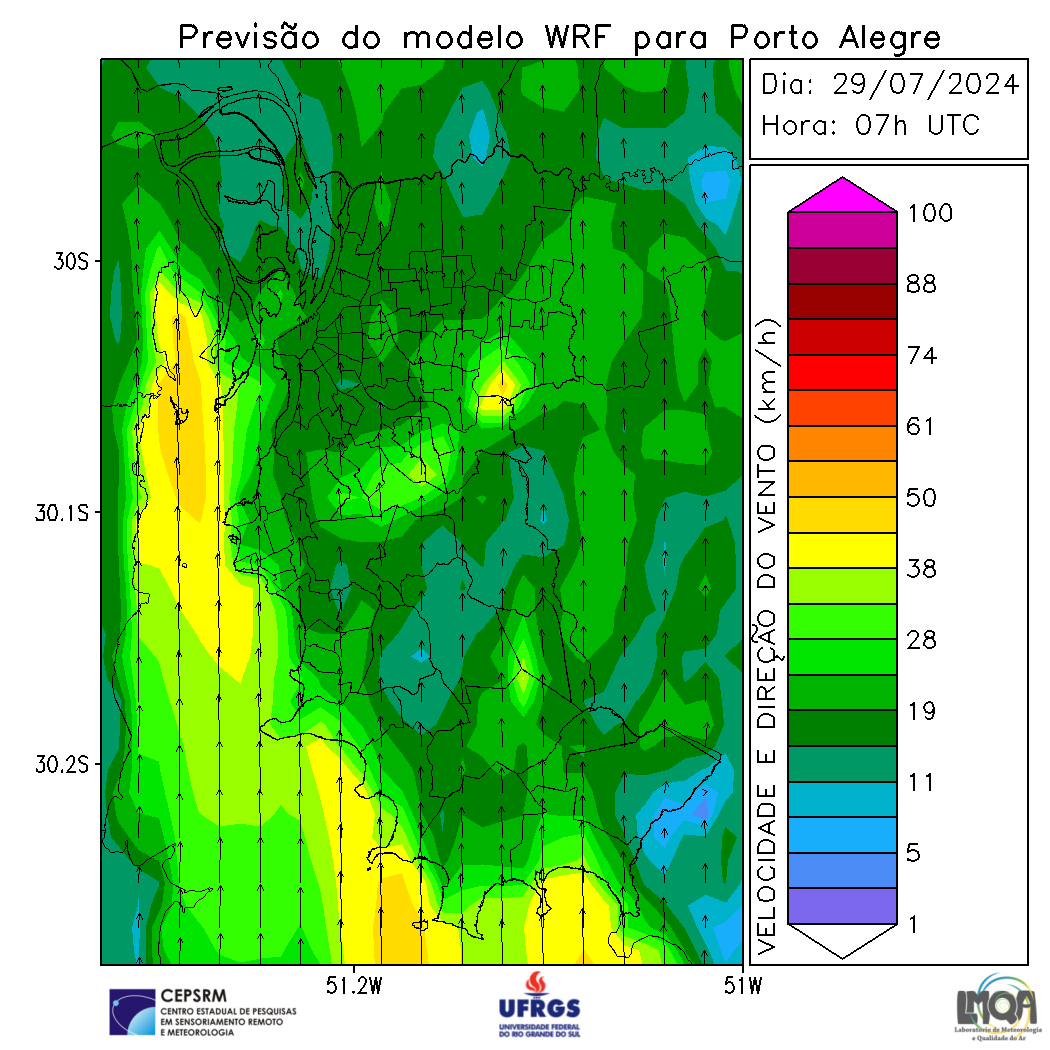 Previsão do modelo WRF para Porto Alegre
Dia: 29/07/2024
Hora: 07h UTC
30S
30.1S
30.2S
51.2W
51W
VELOCIDADE E DIREÇÃO DO VENTO (km/h)
100
88
74
61
50
38
28
19
11
5
1
CEPSRM
CENTRO ESTADUAL DE PESQUISAS
EM SENSORIAMENTO REMOTO
E METEOROLOGIA
UFRGS
UNIVERSIDADE FEDERAL
DO RIO GRANDE DO SUL
LMQA
Laboratório de Meteorologia
e Qualidade do Ar